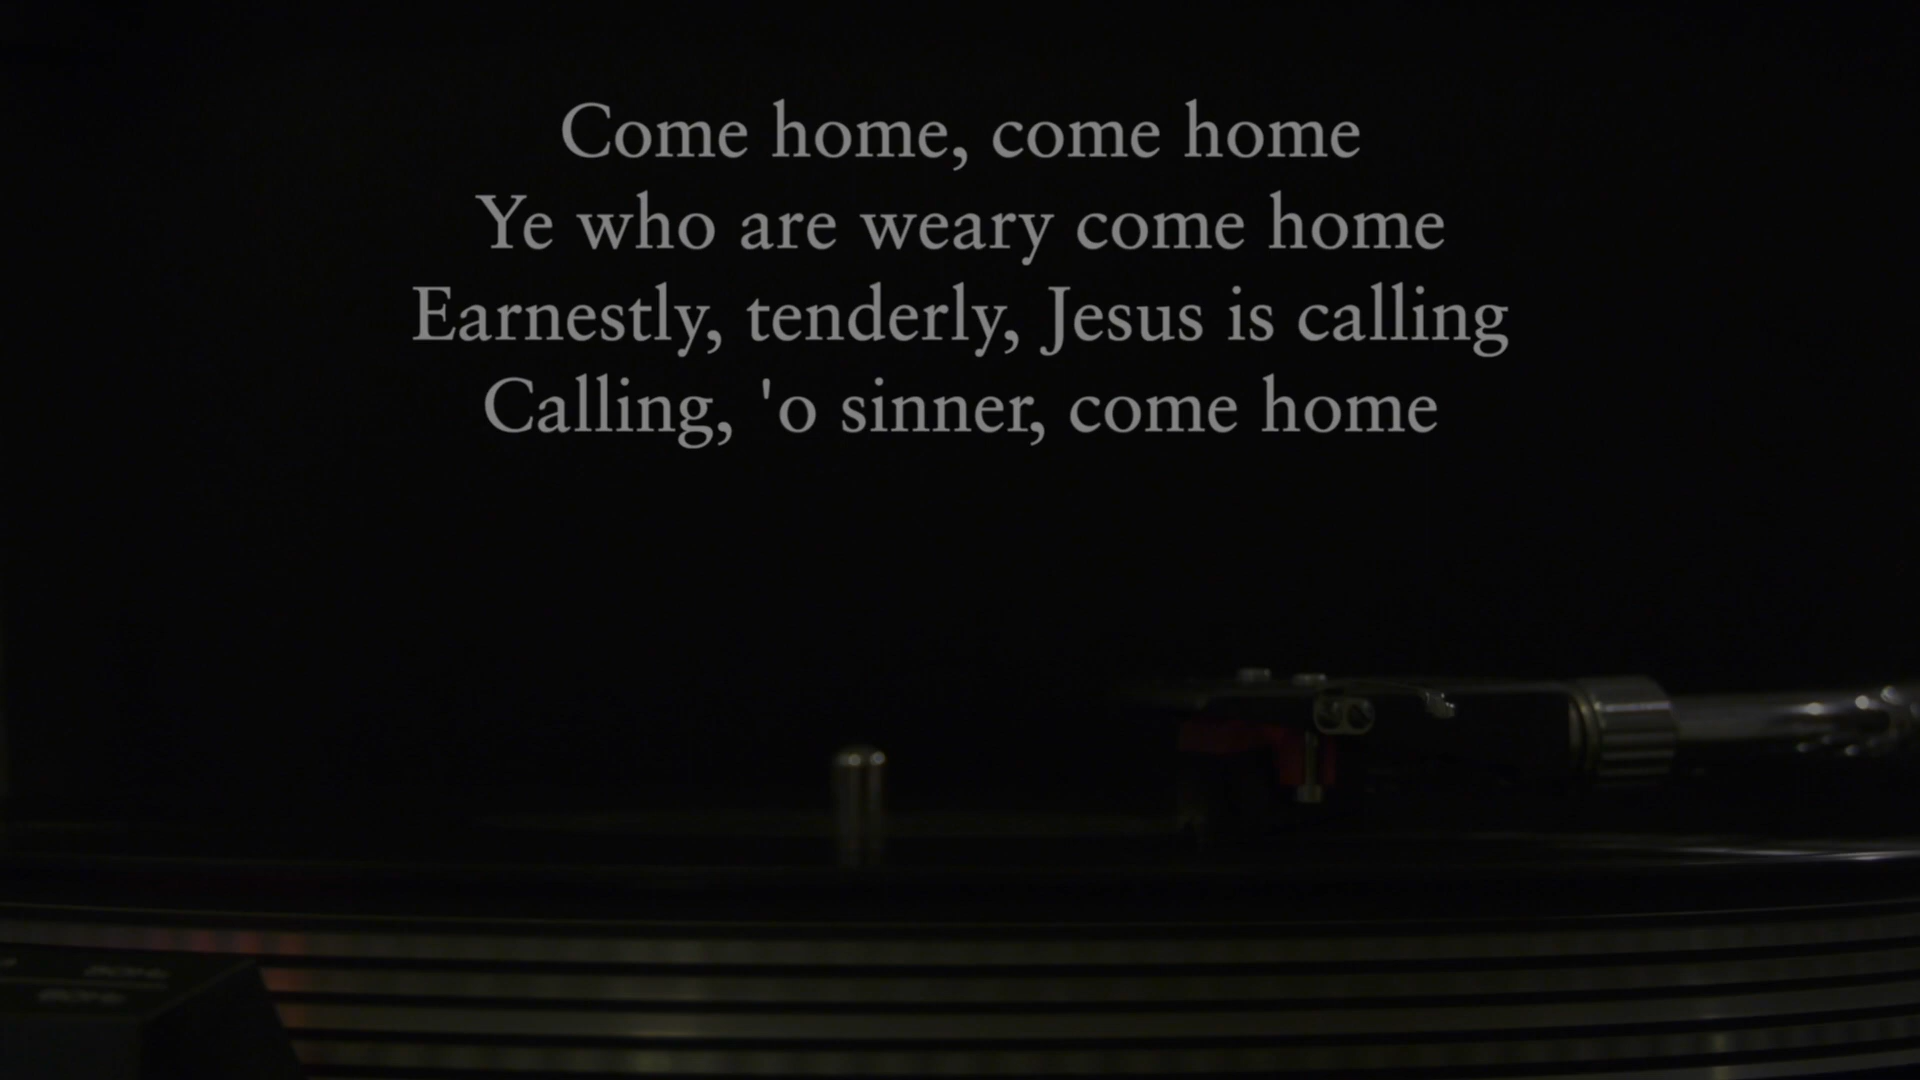 Come home, come home
Ye who are weary come home
Earnestly, tenderly, Jesus is calling
Calling, 'o sinner, come home